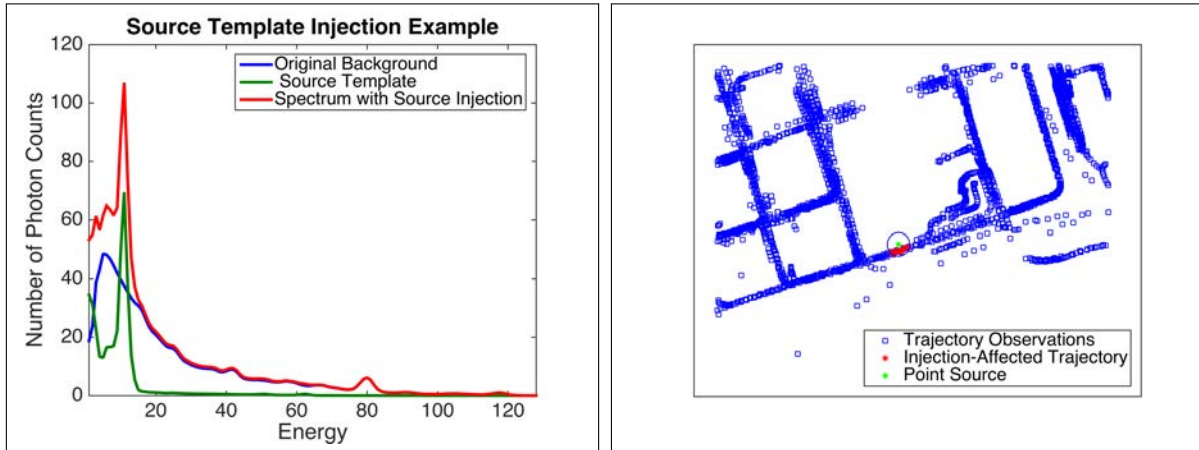 Source Template Injection Example
120
100
80
60
40
20
0
Number of Photon Counts
Original Background
Source Template
Spectrum with Source Injection
20
40
60
80
100
120
Energy
Trajectory Observations
Injection-Affected Trajectory
Point Source